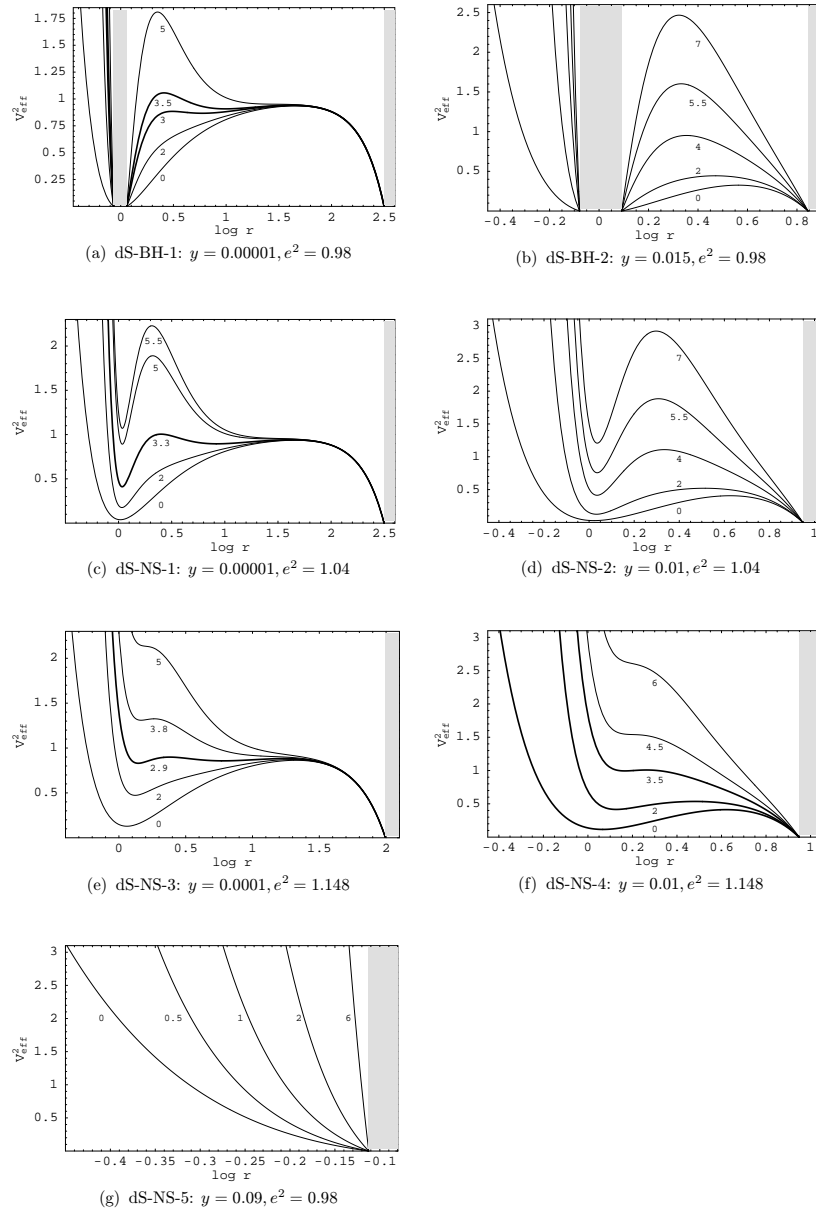 1.75
1.5
1.25
1
0.75
0.5
0.25
V²eff
5
3.5
3
2
0
0 0.5 1 1.5 2 2.5
log r
(a) dS-BH-1: y = 0.00001, e² = 0.98
2.5
2
1.5
1
0.5
V²eff
7
5.5
4
2
0
-0.4 -0.2 0 0.2 0.4 0.6 0.8
log r
(b) dS-BH-2: y = 0.015, e² = 0.98
2
1.5
1
0.5
V²eff
5.5
5
3.3
2
0
0 0.5 1 1.5 2 2.5
log r
(c) dS-NS-1: y = 0.00001, e² = 1.04
3
2.5
2
1.5
1
0.5
V²eff
7
5.5
4
2
0
-0.4 -0.2 0 0.2 0.4 0.6 0.8 1
log r
(d) dS-NS-2: y = 0.01, e² = 1.04
2
1.5
1
0.5
V²eff
5
3.8
2.9
2
0
0 0.5 1 1.5 2
log r
(e) dS-NS-3: y = 0.0001, e² = 1.148
3
2.5
2
1.5
1
0.5
V²eff
6
4.5
3.5
2
0
-0.4 -0.2 0 0.2 0.4 0.6 0.8 1
log r
(f) dS-NS-4: y = 0.01, e² = 1.148
3
2.5
2
1.5
1
0.5
V²eff
0 0.5 1 2 6
-0.4 -0.35 -0.3 -0.25 -0.2 -0.15 -0.1
log r
(g) dS-NS-5: y = 0.09, e² = 0.98